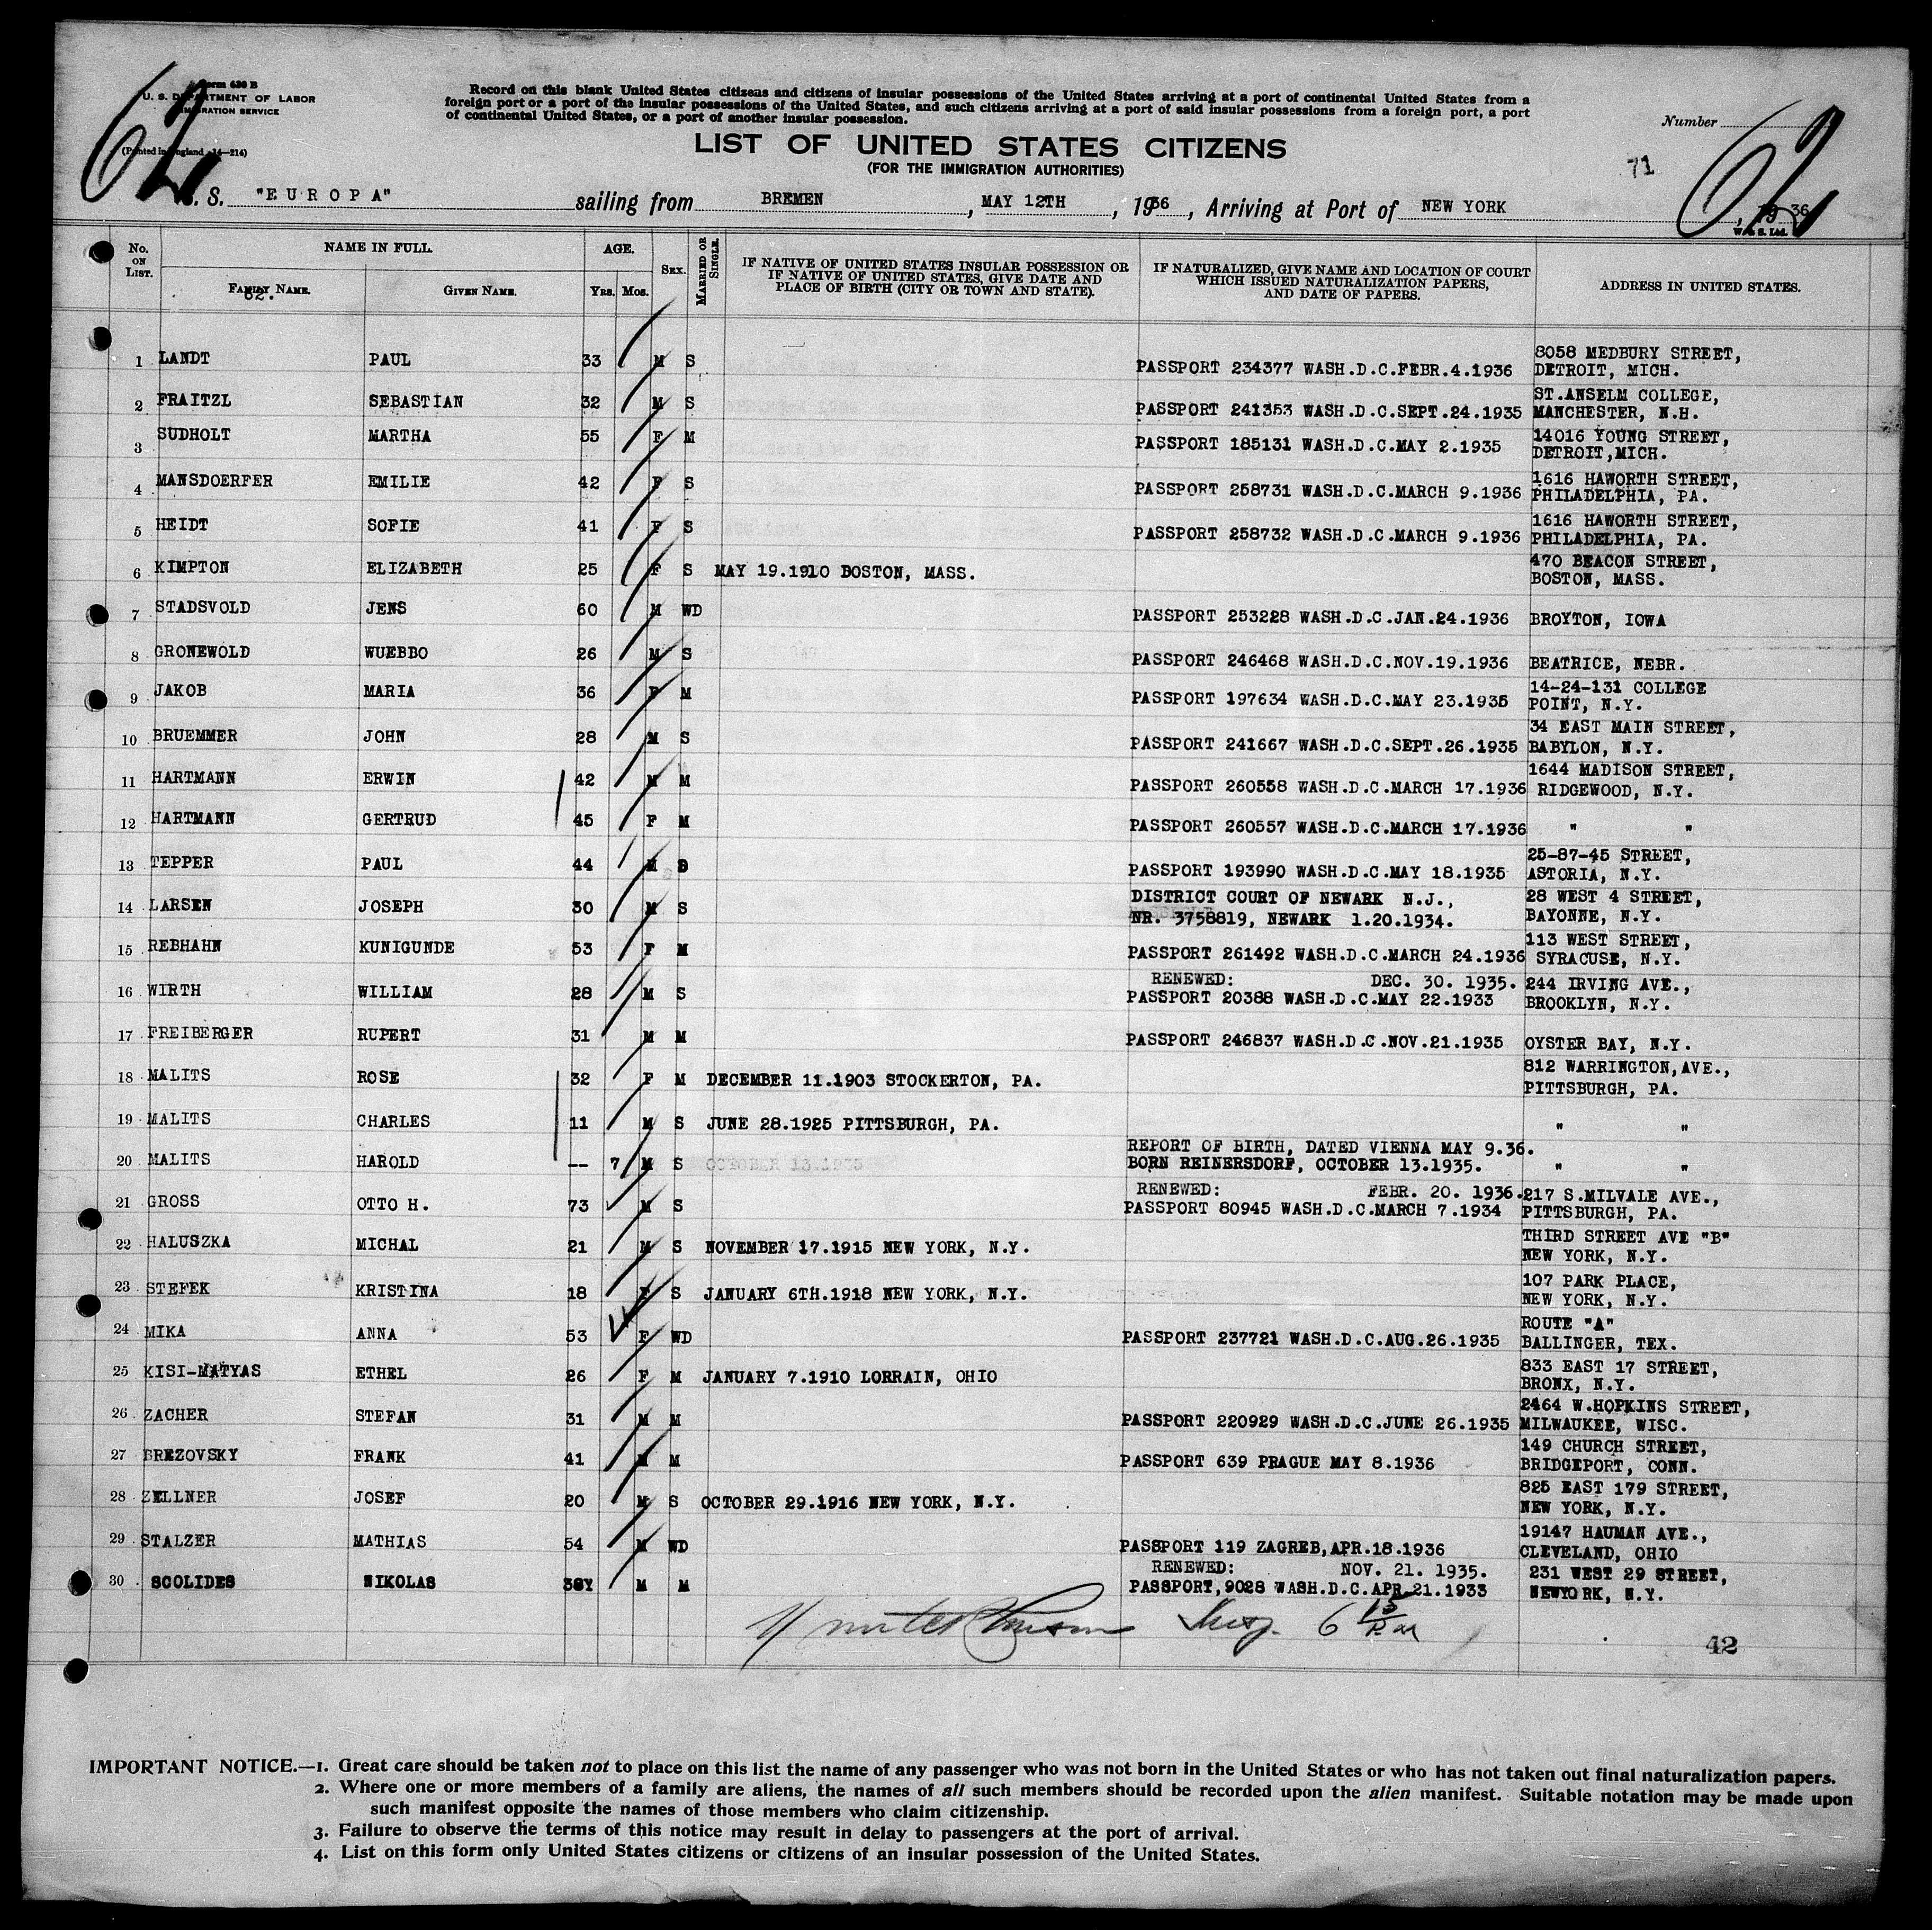 Form 630 B
U. S. DEPARTMENT OF LABOR
IMMIGRATION SERVICE
(Printed in England 14—214)
62
Record on this blank United States citizens and citizens of insular possessions of the United States arriving at a port of continental United States from a
foreign port or a port of the insular possessions of the United States, and such citizens arriving at a port of said insular possessions from a foreign port, a port
of continental United States, or a port of another insular possession.
Number
62
LIST OF UNITED STATES CITIZENS
(FOR THE IMMIGRATION AUTHORITIES)
71
S. S. "EUROPA" sailing from BREMEN, MAY 12TH, 1936, Arriving at Port of NEW YORK, 1936
W. & S. Ltd.
No. ON LIST. NAME IN FULL. AGE. SEX. MARRIED OR SINGLE. IF NATIVE OF UNITED STATES INSULAR POSSESSION OR IF NATIVE OF UNITED STATES, GIVE DATE AND PLACE OF BIRTH (CITY OR TOWN AND STATE). IF NATURALIZED, GIVE NAME AND LOCATION OF COURT WHICH ISSUED NATURALIZATION PAPERS, AND DATE OF PAPERS. ADDRESS IN UNITED STATES.
FAMILY NAME. GIVEN NAME. Yrs. Mos.
62.
1 LANDT PAUL 33 M S PASSPORT 234377 WASH.D.C.FEBR.4.1936 8058 MEDBURY STREET, DETROIT, MICH.
2 FRAITZL SEBASTIAN 32 M S PASSPORT 241353 WASH.D.C.SEPT.24.1935 ST.ANSELM COLLEGE, MANCHESTER, N.H.
3 SUDHOLT MARTHA 55 F M PASSPORT 185131 WASH.D.C.MAY 2.1935 14016 YOUNG STREET, DETROIT,MICH.
4 MANSDOERFER EMILIE 42 F S PASSPORT 258731 WASH.D.C.MARCH 9.1936 1616 HAWORTH STREET, PHILADELPHIA, PA.
5 HEIDT SOFIE 41 F S PASSPORT 258732 WASH.D.C.MARCH 9.1936 1616 HAWORTH STREET, PHILADELPHIA, PA.
6 KIMPTON ELIZABETH 25 F S MAY 19.1910 BOSTON, MASS. 470 BEACON STREET, BOSTON, MASS.
7 STADSVOLD JENS 60 M WD PASSPORT 253228 WASH.D.C.JAN.24.1936 BROYTON, IOWA
8 GRONEWOLD WUEBBO 26 M S PASSPORT 246468 WASH.D.C.NOV.19.1936 BEATRICE, NEBR.
9 JAKOB MARIA 36 F M PASSPORT 197634 WASH.D.C.MAY 23.1935 14-24-131 COLLEGE POINT, N.Y.
10 BRUEMMER JOHN 28 M S PASSPORT 241667 WASH.D.C.SEPT.26.1935 34 EAST MAIN STREET, BABYLON, N.Y.
11 HARTMANN ERWIN 42 M M PASSPORT 260558 WASH.D.C.MARCH 17.1936 1644 MADISON STREET, RIDGEWOOD, N.Y.
12 HARTMANN GERTRUD 45 F M PASSPORT 260557 WASH.D.C.MARCH 17.1936 " "
13 TEPPER PAUL 44 M PASSPORT 193990 WASH.D.C.MAY 18.1935 25-87-45 STREET, ASTORIA, N.Y.
14 LARSEN JOSEPH 30 M S DISTRICT COURT OF NEWARK N.J., NR. 3758819, NEWARK 1.20.1934. 28 WEST 4 STREET, BAYONNE, N.Y.
15 REBHAHN KUNIGUNDE 53 F M PASSPORT 261492 WASH.D.C.MARCH 24.1936 113 WEST STREET, SYRACUSE, N.Y.
16 WIRTH WILLIAM 28 M S RENEWED: DEC. 30. 1935. PASSPORT 20388 WASH.D.C.MAY 22.1933 244 IRVING AVE., BROOKLYN, N.Y.
17 FREIBERGER RUPERT 31 M M PASSPORT 246837 WASH.D.C.NOV.21.1935 OYSTER BAY, N.Y.
18 MALITS ROSE 32 F M DECEMBER 11.1903 STOCKERTON, PA. 812 WARRINGTON,AVE., PITTSBURGH, PA.
19 MALITS CHARLES 11 M S JUNE 28.1925 PITTSBURGH, PA. " "
20 MALITS HAROLD -- 7 M S OCTOBER 13.1935 REPORT OF BIRTH, DATED VIENNA MAY 9.36. BORN REINERSDORF, OCTOBER 13.1935. " "
21 GROSS OTTO H. 73 M S RENEWED: FEBR. 20. 1936. PASSPORT 80945 WASH.D.C.MARCH 7.1934 217 S.MILVALE AVE., PITTSBURGH, PA.
22 HALUSZKA MICHAL 21 M S NOVEMBER 17.1915 NEW YORK, N.Y. THIRD STREET AVE "B" NEW YORK, N.Y.
23 STEFEK KRISTINA 18 F S JANUARY 6TH.1918 NEW YORK, N.Y. 107 PARK PLACE, NEW YORK, N.Y.
24 MIKA ANNA 53 F WD PASSPORT 237721 WASH.D.C.AUG.26.1935 ROUTE "A" BALLINGER, TEX.
25 KISI-MATYAS ETHEL 26 F M JANUARY 7.1910 LORRAIN, OHIO 833 EAST 17 STREET, BRONX, N.Y.
26 ZACHER STEFAN 31 M M PASSPORT 220929 WASH.D.C.JUNE 26.1935 2464 W.HOPKINS STREET, MILWAUKEE, WISC.
27 BREZOVSKY FRANK 41 M M PASSPORT 639 PRAGUE MAY 8.1936 149 CHURCH STREET, BRIDGEPORT, CONN.
28 ZELLNER JOSEF 20 M S OCTOBER 29.1916 NEW YORK, N.Y. 825 EAST 179 STREET, NEW YORK, N.Y.
29 STALZER MATHIAS 54 M WD PASSPORT 119 ZAGREB,APR.18.1936 19147 HAUMAN AVE., CLEVELAND, OHIO
30 SCOLIDES NIKOLAS M M RENEWED: NOV. 21. 1935. PASSPORT,9028 WASH.D.C.APR.21.1933 231 WEST 29 STREET, NEWYORK, N.Y.
42
IMPORTANT NOTICE.—1. Great care should be taken not to place on this list the name of any passenger who was not born in the United States or who has not taken out final naturalization papers.
2. Where one or more members of a family are aliens, the names of all such members should be recorded upon the alien manifest. Suitable notation may be made upon
such manifest opposite the names of those members who claim citizenship.
3. Failure to observe the terms of this notice may result in delay to passengers at the port of arrival.
4. List on this form only United States citizens or citizens of an insular possession of the United States.